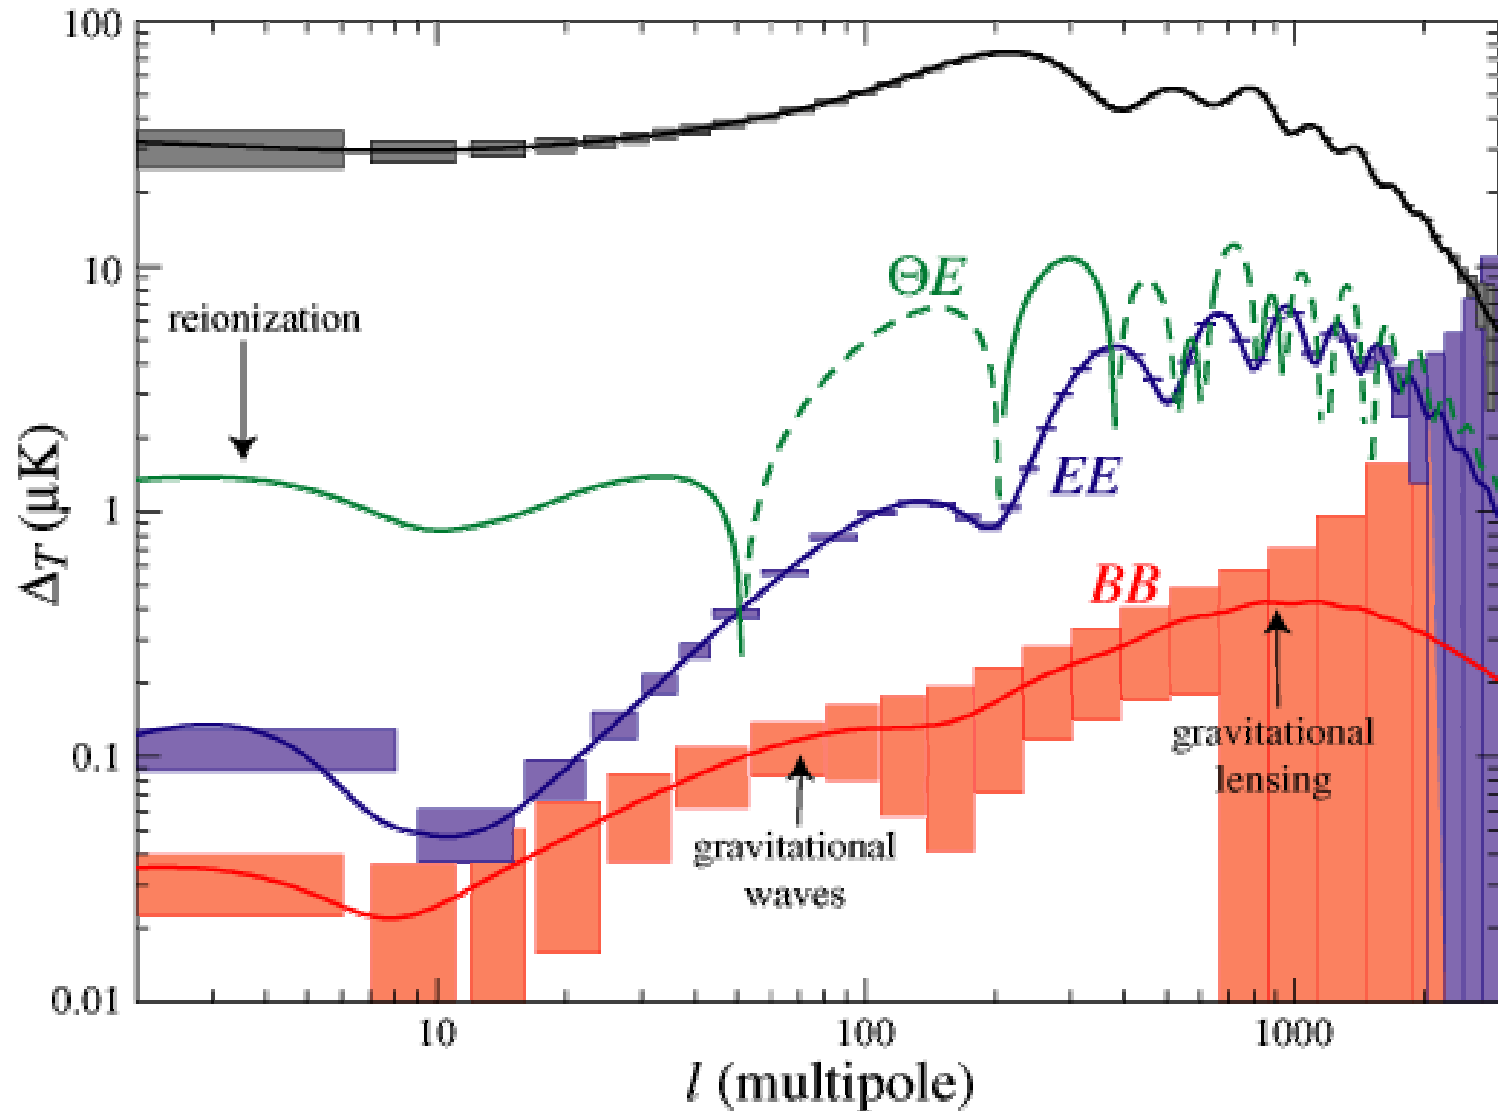 100
10
1
0.1
0.01
ΔT (μK)
reionization
ΘE
EE
BB
gravitational
lensing
gravitational
waves
10
100
1000
l (multipole)